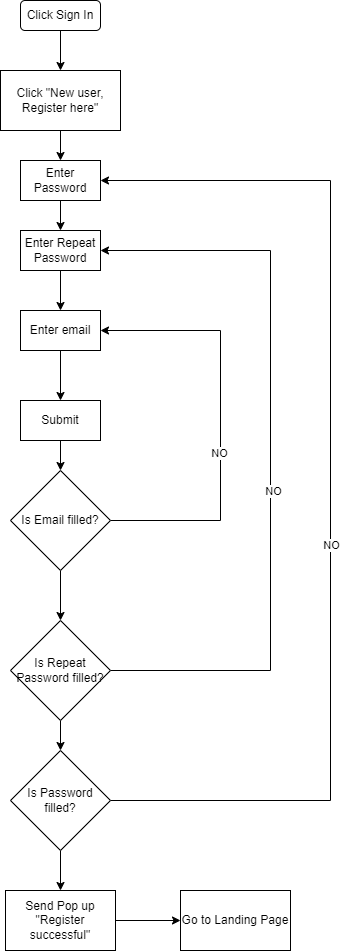 Click Sign In
Click "New user,
Register here"
Enter
Password
Enter Repeat
Password
Enter email
Submit
NO
Is Email filled?
NO
NO
Is Repeat
Password filled?
Is Password
filled?
Send Pop up
"Register
successful"
Go to Landing Page